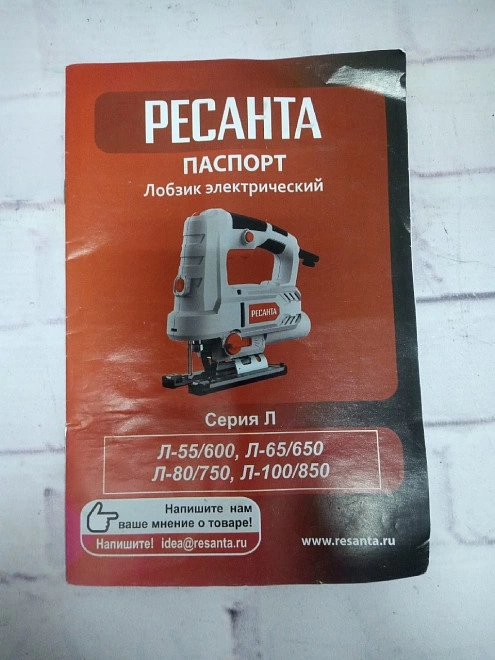 РЕСАНТА
ПАСПОРТ
Лобзик электрический
РЕСАНТА
Серия Л
Л-55/600, Л-65/650
Л-80/750, Л-100/850
Напишите нам
ваше мнение о товаре!
Напишите! idea@resanta.ru
www.resanta.ru